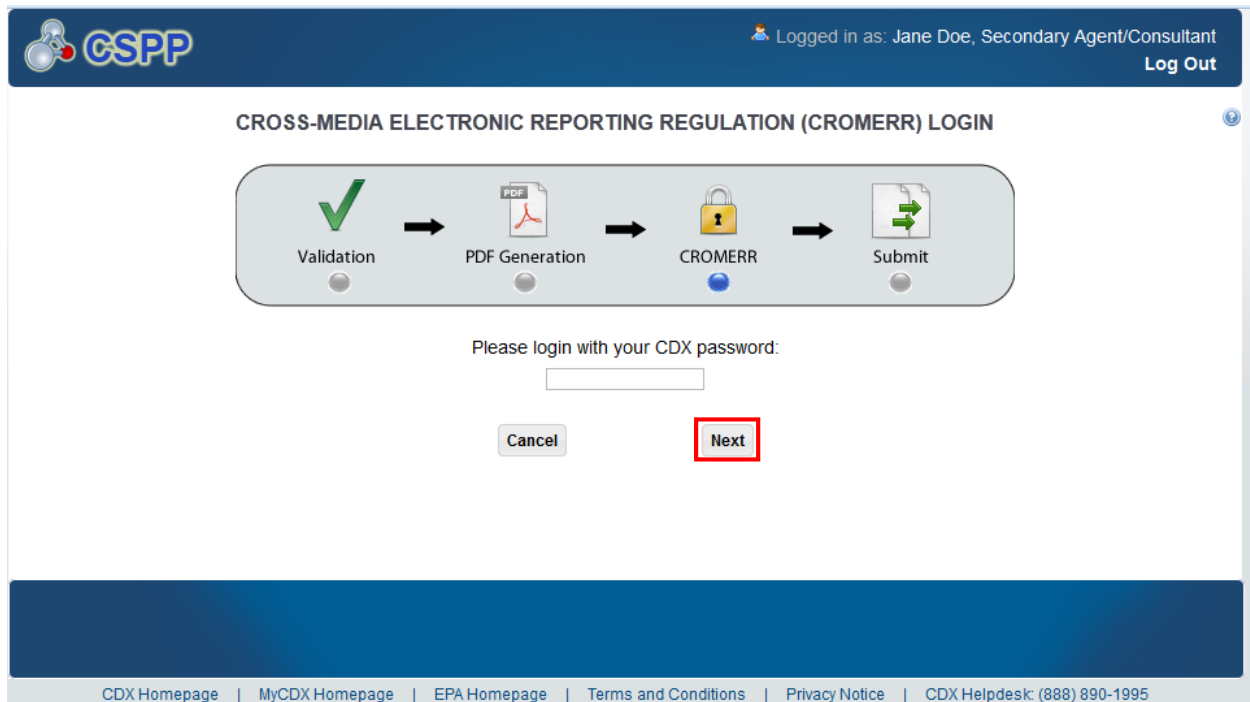 CSPP
Logged in as: Jane Doe, Secondary Agent/Consultant
Log Out
CROSS-MEDIA ELECTRONIC REPORTING REGULATION (CROMERR) LOGIN
PDF
Validation PDF Generation CROMERR Submit
Please login with your CDX password:
Cancel Next
CDX Homepage | MyCDX Homepage | EPA Homepage | Terms and Conditions | Privacy Notice | CDX Helpdesk: (888) 890-1995